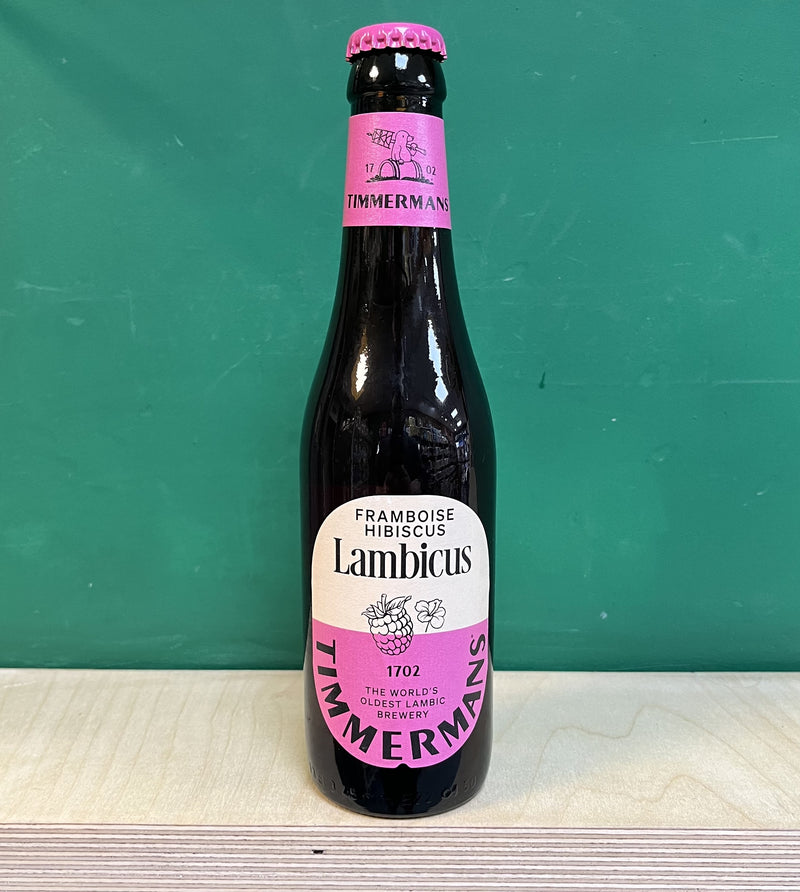 17 02
TIMMERMANS
FRAMBOISE
HIBISCUS
Lambicus
1702
THE WORLD'S
OLDEST LAMBIC
BREWERY
TIMMERMANS